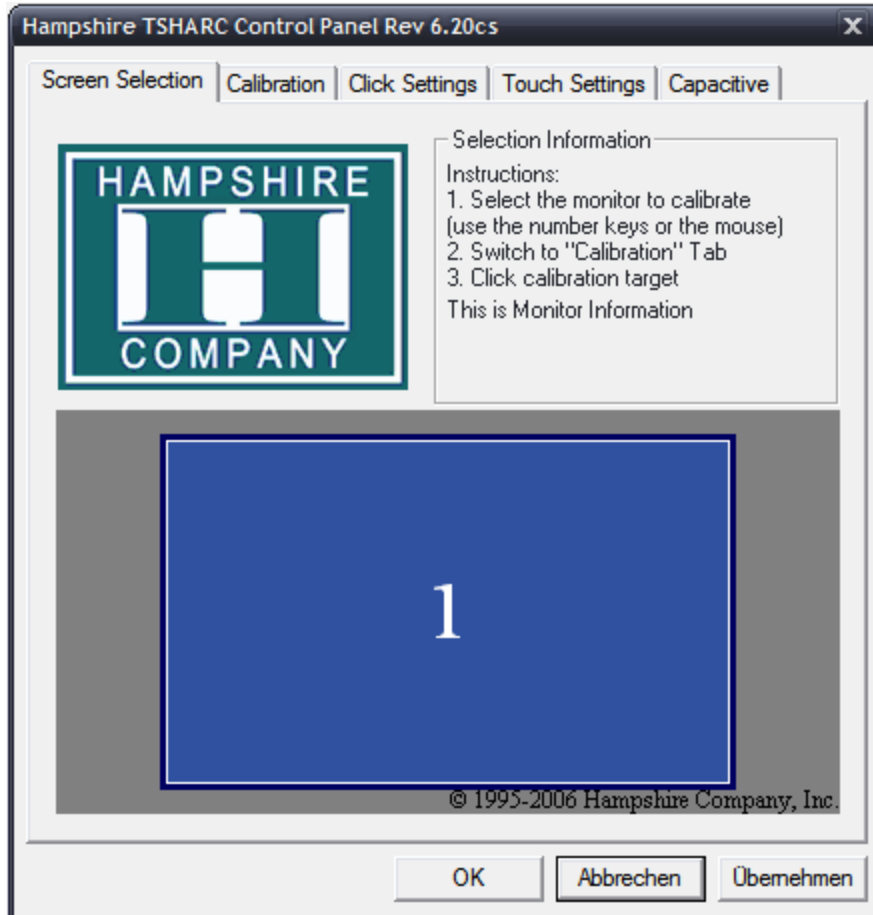 Hampshire TSHARC Control Panel Rev 6.20cs
Screen Selection Calibration Click Settings Touch Settings Capacitive
HAMPSHIRE
COMPANY
Selection Information
Instructions:
1. Select the monitor to calibrate
(use the number keys or the mouse)
2. Switch to "Calibration" Tab
3. Click calibration target
This is Monitor Information
1
© 1995-2006 Hampshire Company, Inc.
OK Abbrechen Übernehmen